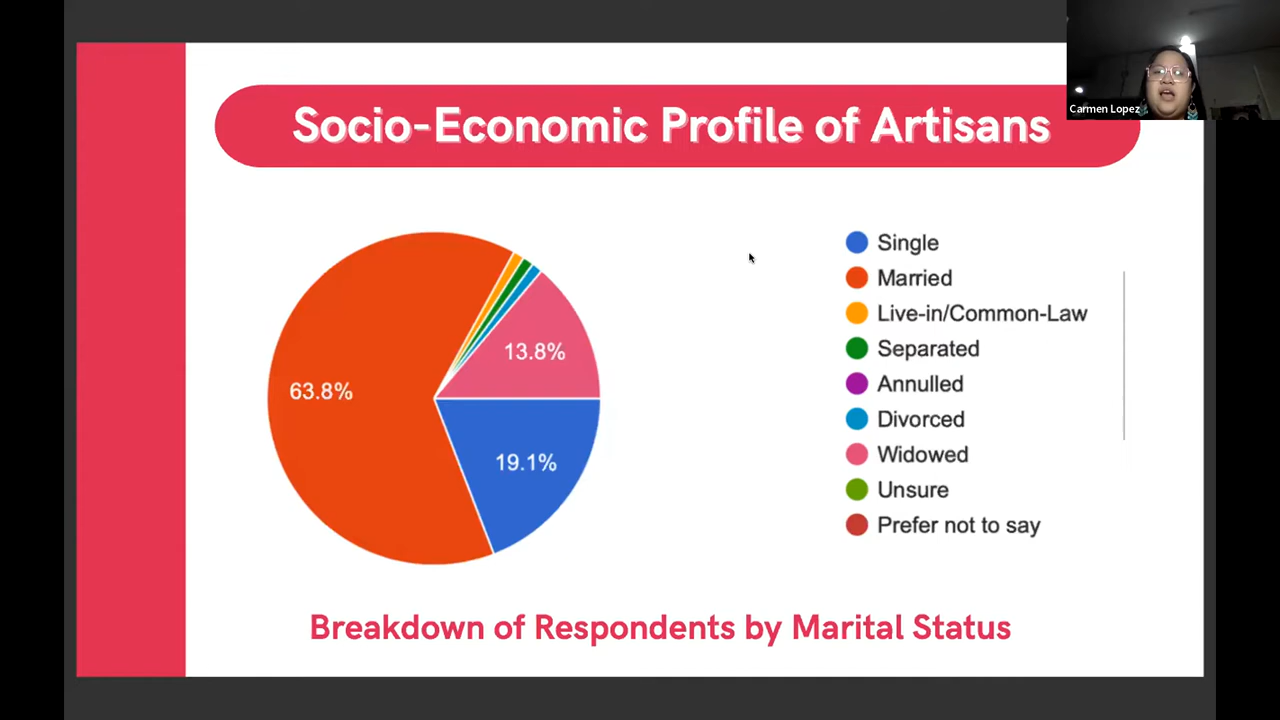 Socio-Economic Profile of Artisans
Carmen Lopez
63.8%
13.8%
19.1%
Single
Married
Live-in/Common-Law
Separated
Annulled
Divorced
Widowed
Unsure
Prefer not to say
Breakdown of Respondents by Marital Status